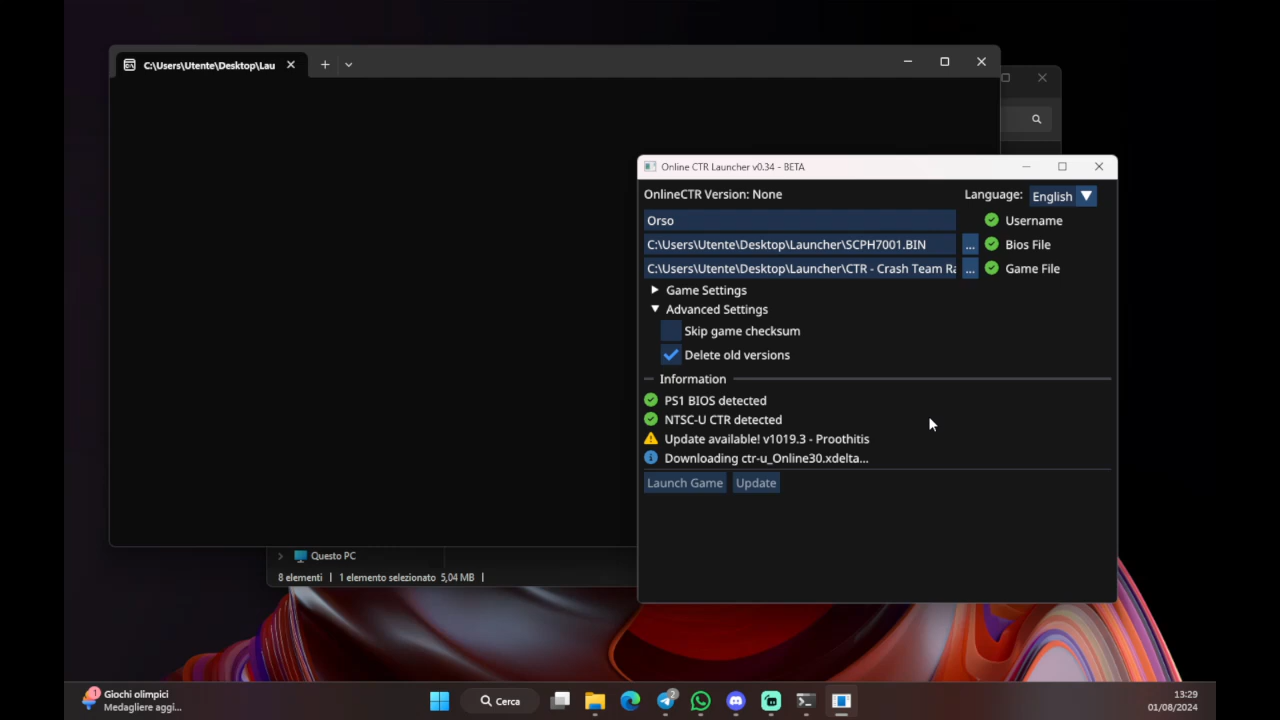 C:\Users\Utente\Desktop\Lau
Online CTR Launcher v0.34 - BETA
OnlineCTR Version: None
Language: English
Orso
Username
C:\Users\Utente\Desktop\Launcher\SCPH7001.BIN
...
Bios File
C:\Users\Utente\Desktop\Launcher\CTR - Crash Team Ra
...
Game File
Game Settings
Advanced Settings
Skip game checksum
Delete old versions
Information
PS1 BIOS detected
NTSC-U CTR detected
Update available! v1019.3 - Proothitis
Downloading ctr-u_Online30.xdelta...
Launch Game
Update
Questo PC
8 elementi | 1 elemento selezionato 5,04 MB |
1
Giochi olimpici
Medagliere aggi...
Cerca
2
13:29
01/08/2024